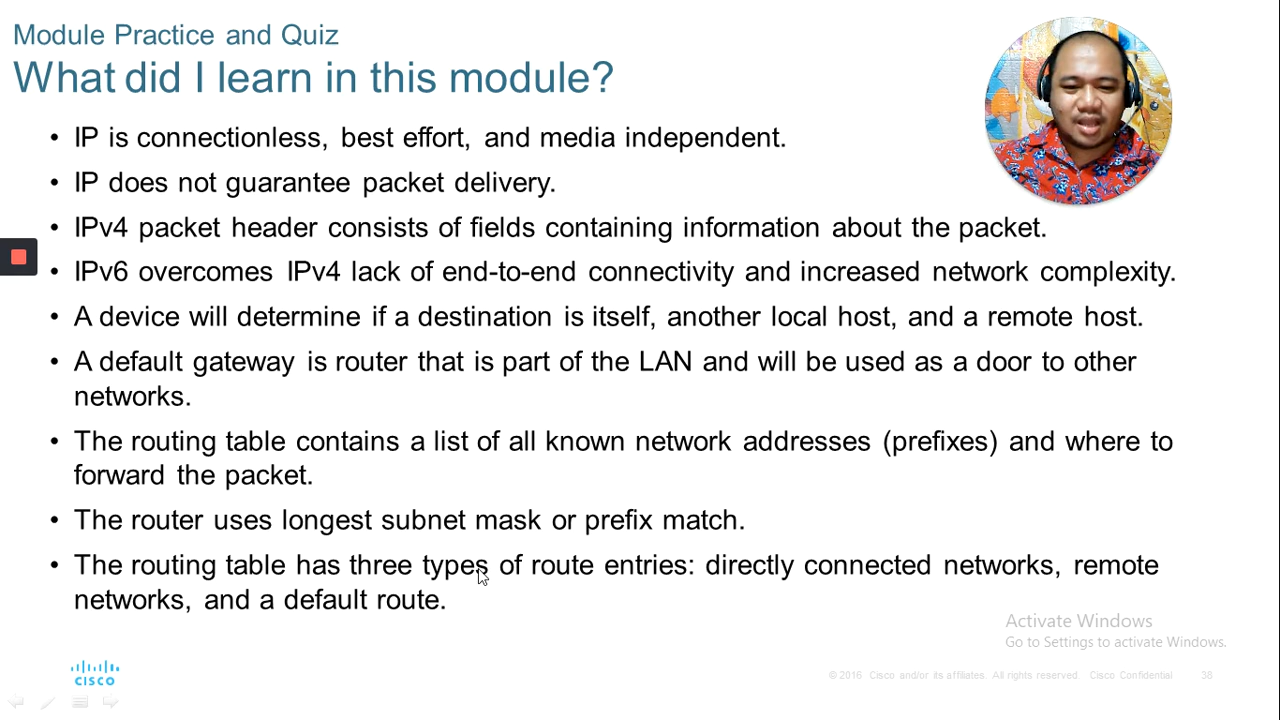 Module Practice and Quiz
What did I learn in this module?
• IP is connectionless, best effort, and media independent.
• IP does not guarantee packet delivery.
• IPv4 packet header consists of fields containing information about the packet.
• IPv6 overcomes IPv4 lack of end-to-end connectivity and increased network complexity.
• A device will determine if a destination is itself, another local host, and a remote host.
• A default gateway is router that is part of the LAN and will be used as a door to other
networks.
• The routing table contains a list of all known network addresses (prefixes) and where to
forward the packet.
• The router uses longest subnet mask or prefix match.
• The routing table has three types of route entries: directly connected networks, remote
networks, and a default route.
Activate Windows
Go to Settings to activate Windows.
CISCO
© 2016 Cisco and/or its affiliates. All rights reserved. Cisco Confidential 38